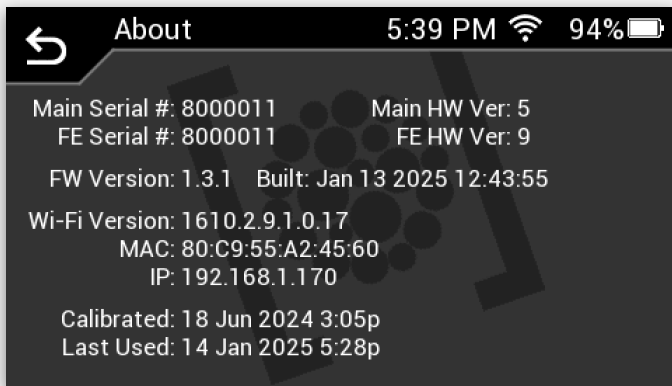 About 5:39 PM 94%
Main Serial #: 8000011 Main HW Ver: 5
FE Serial #: 8000011 FE HW Ver: 9
FW Version: 1.3.1 Built: Jan 13 2025 12:43:55
Wi-Fi Version: 1610.2.9.1.0.17
MAC: 80:C9:55:A2:45:60
IP: 192.168.1.170
Calibrated: 18 Jun 2024 3:05p
Last Used: 14 Jan 2025 5:28p